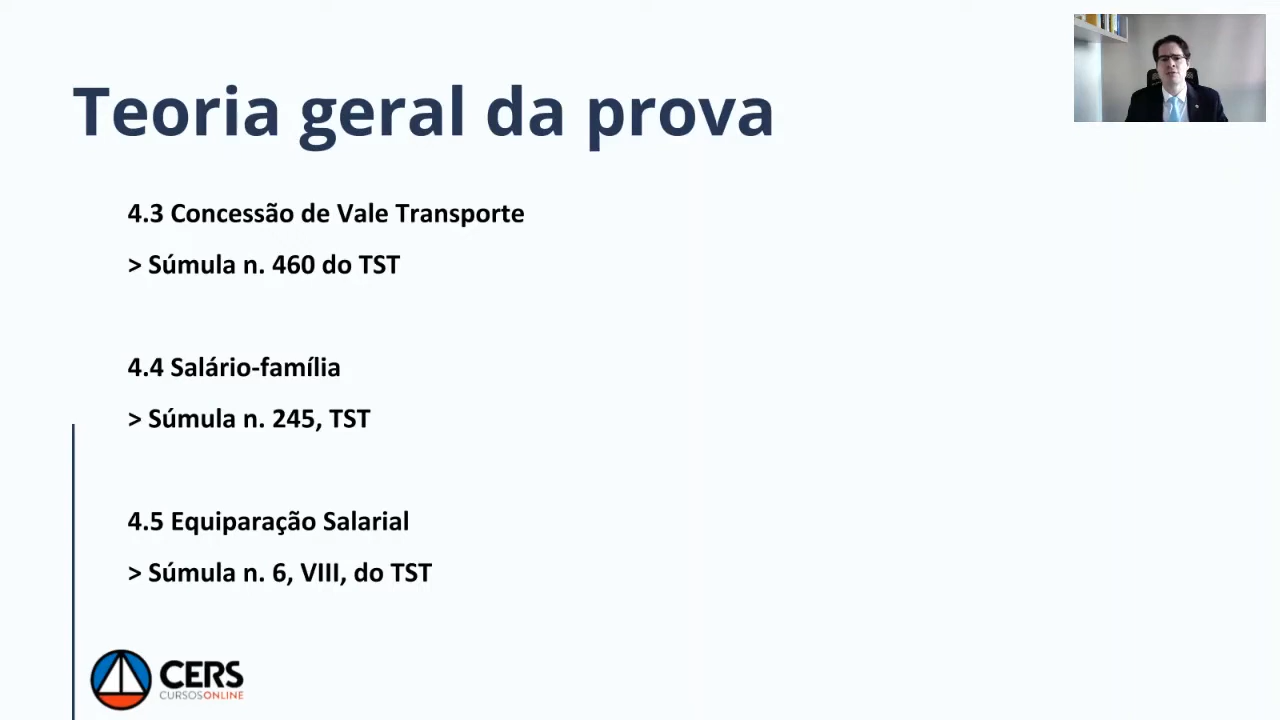 Teoria geral da prova
4.3 Concessão de Vale Transporte
> Súmula n. 460 do TST
4.4 Salário-família
> Súmula n. 245, TST
4.5 Equiparação Salarial
> Súmula n. 6, VIII, do TST
CERS
CURSOSONLINE